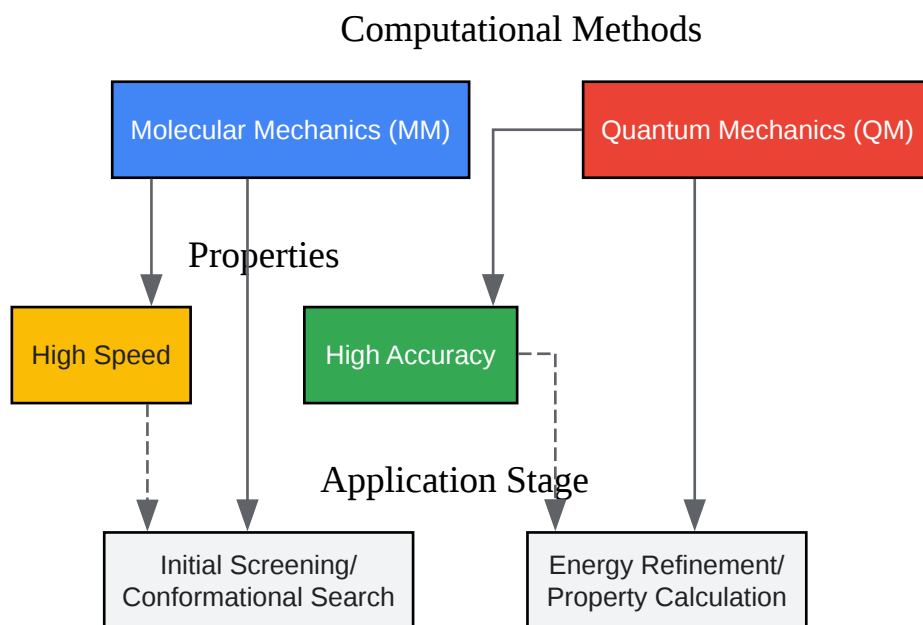 Computational Methods
Molecular Mechanics (MM)
Quantum Mechanics (QM)
Properties
High Speed
High Accuracy
Application Stage
Initial Screening/
Conformational Search
Energy Refinement/
Property Calculation